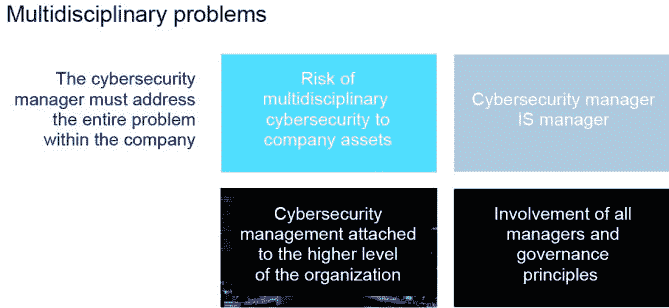 Multidisciplinary problems
The cybersecurity
manager must address
the entire problem
within the company
Risk of
multidisciplinary
cybersecurity to
company assets
Cybersecurity manager
IS manager
Cybersecurity
management attached
to the higher level
of the organization
Involvement of all
managers and
governance
principles